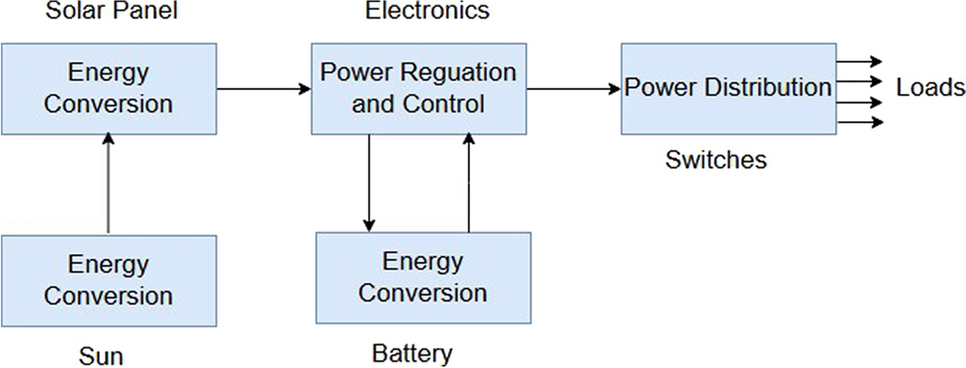 Solar Panel
Electronics
Energy
Conversion
Power Reguation
and Control
Power Distribution
Loads
Switches
Energy
Conversion
Energy
Conversion
Sun
Battery